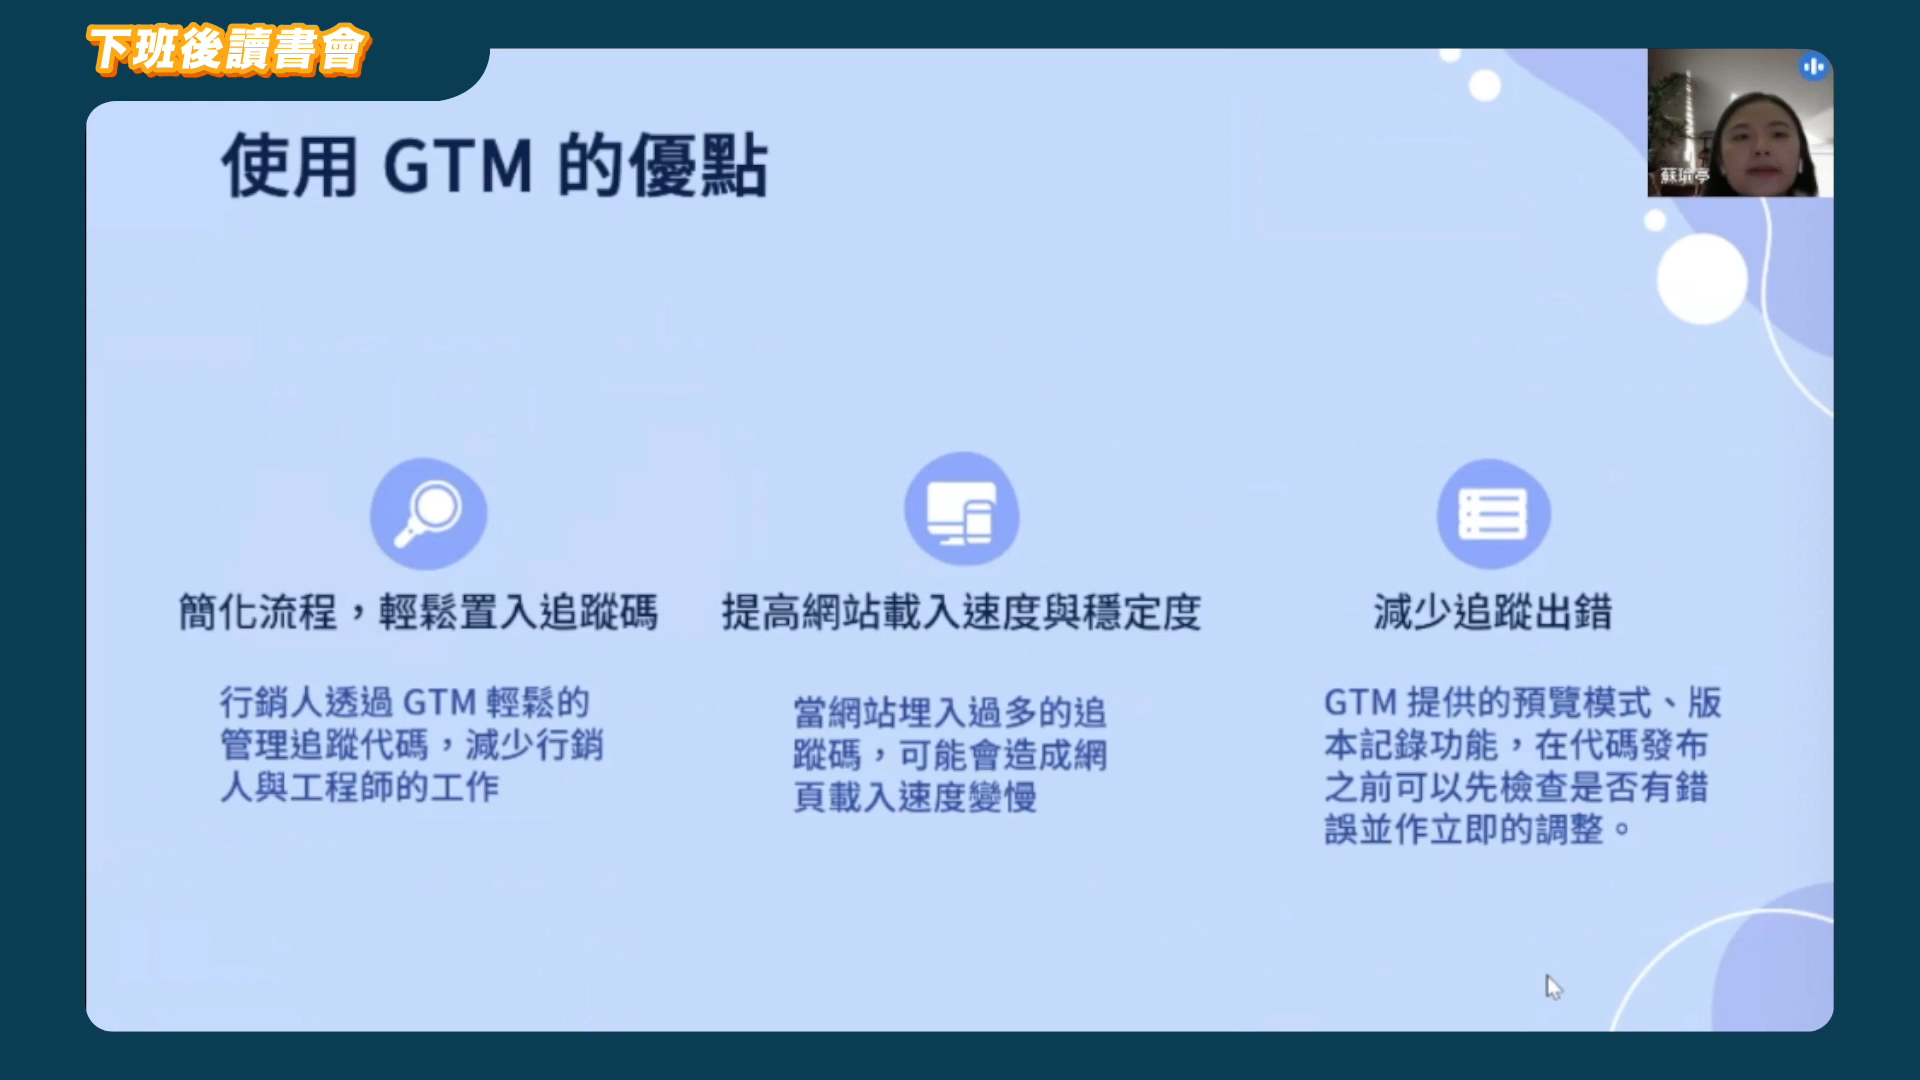 下班後讀書會
使用 GTM 的優點
蘇瑜亭
簡化流程，輕鬆置入追蹤碼
行銷人透過 GTM 輕鬆的
管理追蹤代碼，減少行銷
人與工程師的工作
提高網站載入速度與穩定度
當網站埋入過多的追
蹤碼，可能會造成網
頁載入速度變慢
減少追蹤出錯
GTM 提供的預覽模式、版
本記錄功能，在代碼發布
之前可以先檢查是否有錯
誤並作立即的調整。